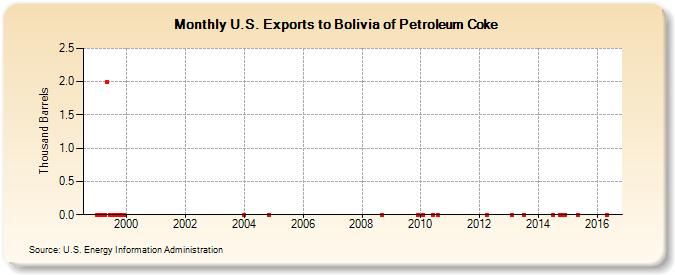 Monthly U.S. Exports to Bolivia of Petroleum Coke
Thousand Barrels
2.5
2.0
1.5
1.0
0.5
0.0
2000 2002 2004 2006 2008 2010 2012 2014 2016
Source: U.S. Energy Information Administration